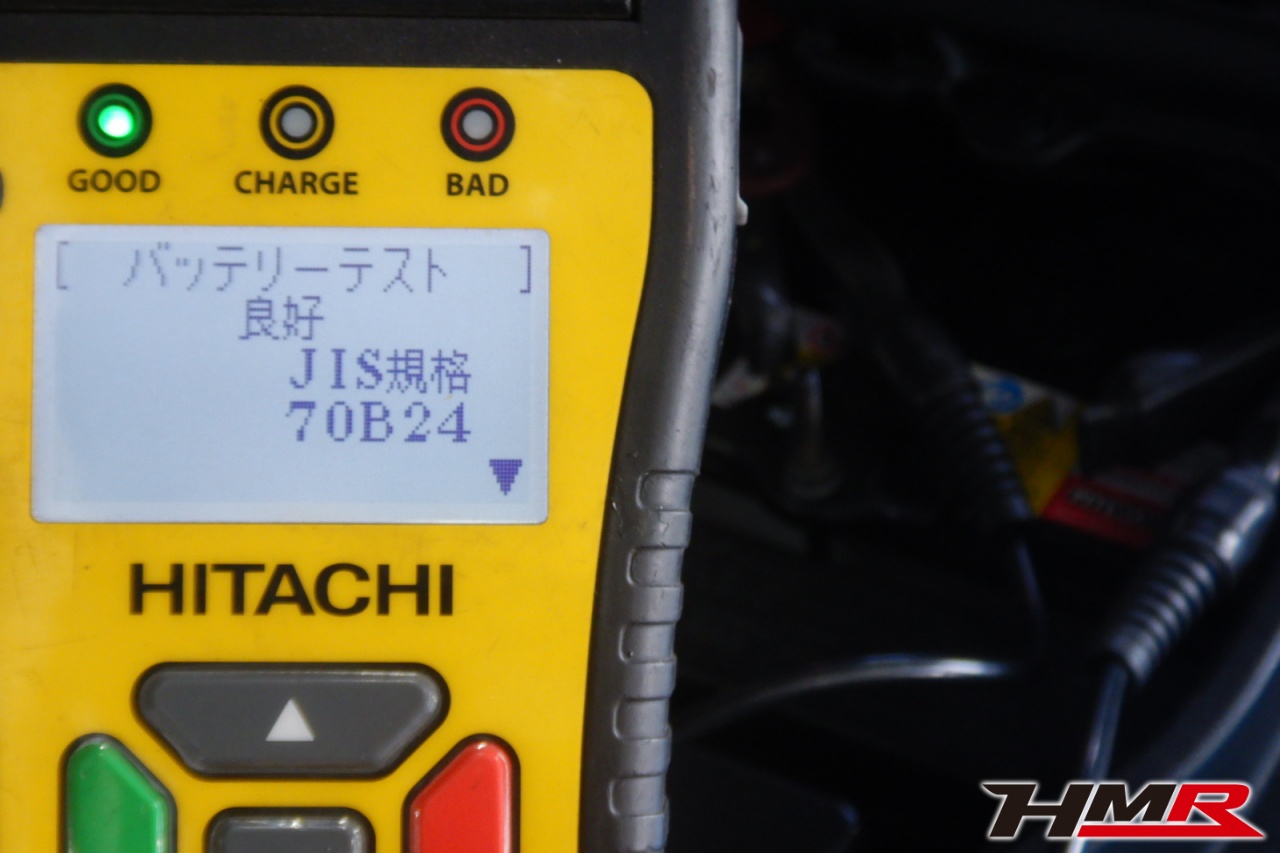 GOOD CHARGE BAD
[ バッテリーテスト ]
良好
JIS規格
70B24
▼
HITACHI
▲
HMR